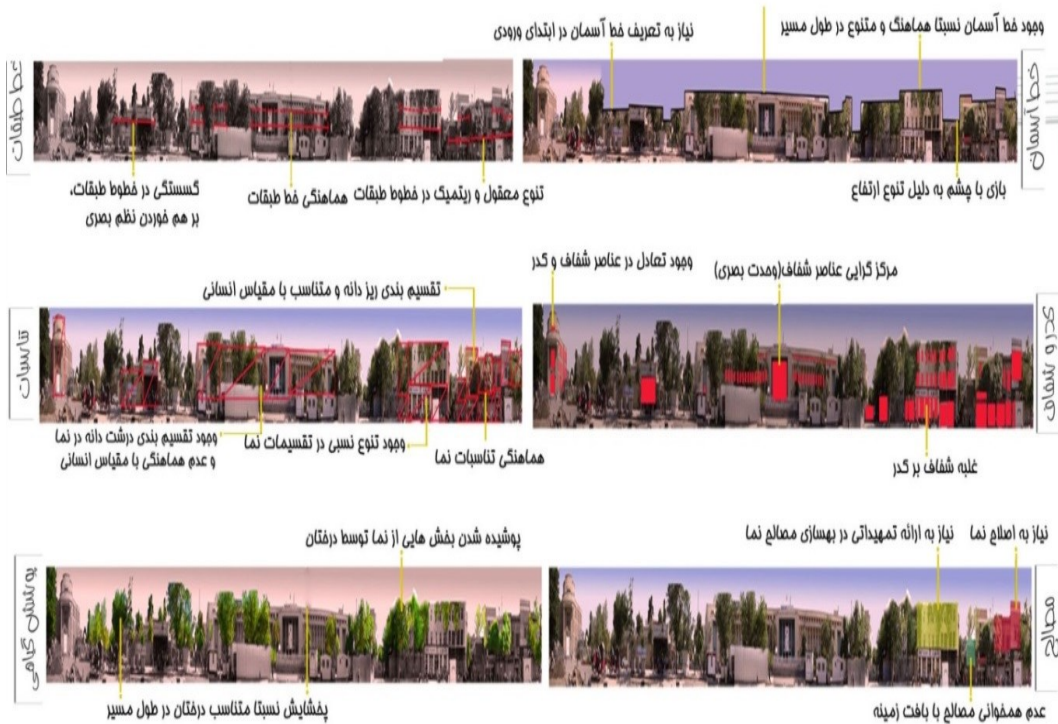 خط آسمان
وجود خط آسمان نسبتا هماهنگ و متنوع در طول مسیر
نیاز به تعریف خط آسمان در ابتدای ورودی
بازی با چشم به دلیل تنوع ارتفاع
خط طبقات
تنوع معقول و ریتمیک در خطوط طبقات
هماهنگی خط طبقات
گسستگی در خطوط طبقات،
بر هم خوردن نظم بصری
مرکز گرایی عناصر شفاف(وحدت بصری)
وجود تعادل در عناصر شفاف و کدر
غلبه شفاف بر کدر
تناسبات
تقسیم بندی ریز دانه و متناسب با مقیاس انسانی
هماهنگی تناسبات نما
وجود تنوع نسبی در تقسیمات نما
وجود تقسیم بندی درشت دانه در نما
و عدم هماهنگی با مقیاس انسانی
مصالح
نیاز به اصلاح نما
نیاز به ارائه تمهیداتی در بهسازی مصالح نما
عدم همخوانی مصالح با بافت زمینه
پوشش گیاهی
پوشیده شدن بخش هایی از نما توسط درختان
پخشایش نسبتا متناسب درختان در طول مسیر